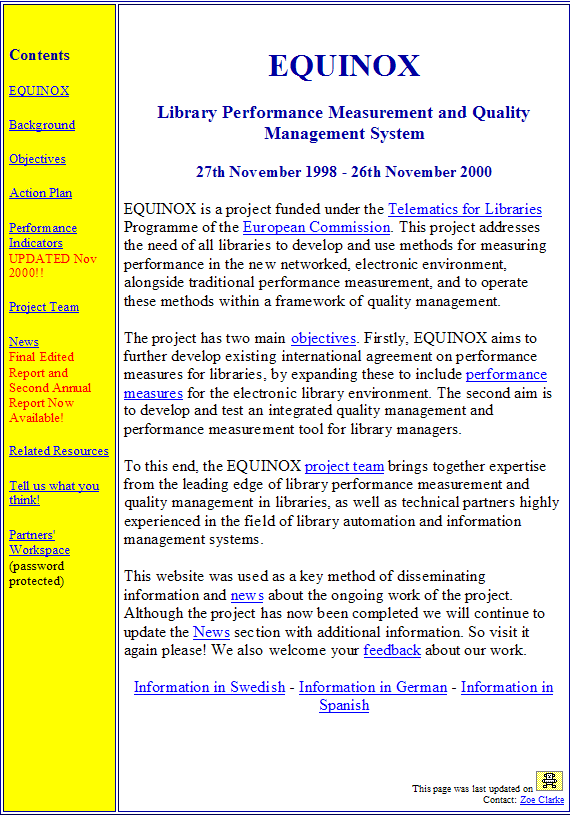 Contents
EQUINOX
Background
Objectives
Action Plan
Performance
Indicators
UPDATED Nov
2000!!
Project Team
News
Final Edited
Report and
Second Annual
Report Now
Available!
Related Resources
Tell us what you
think!
Partners'
Workspace
(password
protected)
EQUINOX
Library Performance Measurement and Quality
Management System
27th November 1998 - 26th November 2000
EQUINOX is a project funded under the Telematics for Libraries
Programme of the European Commission. This project addresses
the need of all libraries to develop and use methods for measuring
performance in the new networked, electronic environment,
alongside traditional performance measurement, and to operate
these methods within a framework of quality management.
The project has two main objectives. Firstly, EQUINOX aims to
further develop existing international agreement on performance
measures for libraries, by expanding these to include performance
measures for the electronic library environment. The second aim is
to develop and test an integrated quality management and
performance measurement tool for library managers.
To this end, the EQUINOX project team brings together expertise
from the leading edge of library performance measurement and
quality management in libraries, as well as technical partners highly
experienced in the field of library automation and information
management systems.
This website was used as a key method of disseminating
information and news about the ongoing work of the project.
Although the project has now been completed we will continue to
update the News section with additional information. So visit it
again please! We also welcome your feedback about our work.
Information in Swedish - Information in German - Information in
Spanish
This page was last updated on
Contact: Zoe Clarke